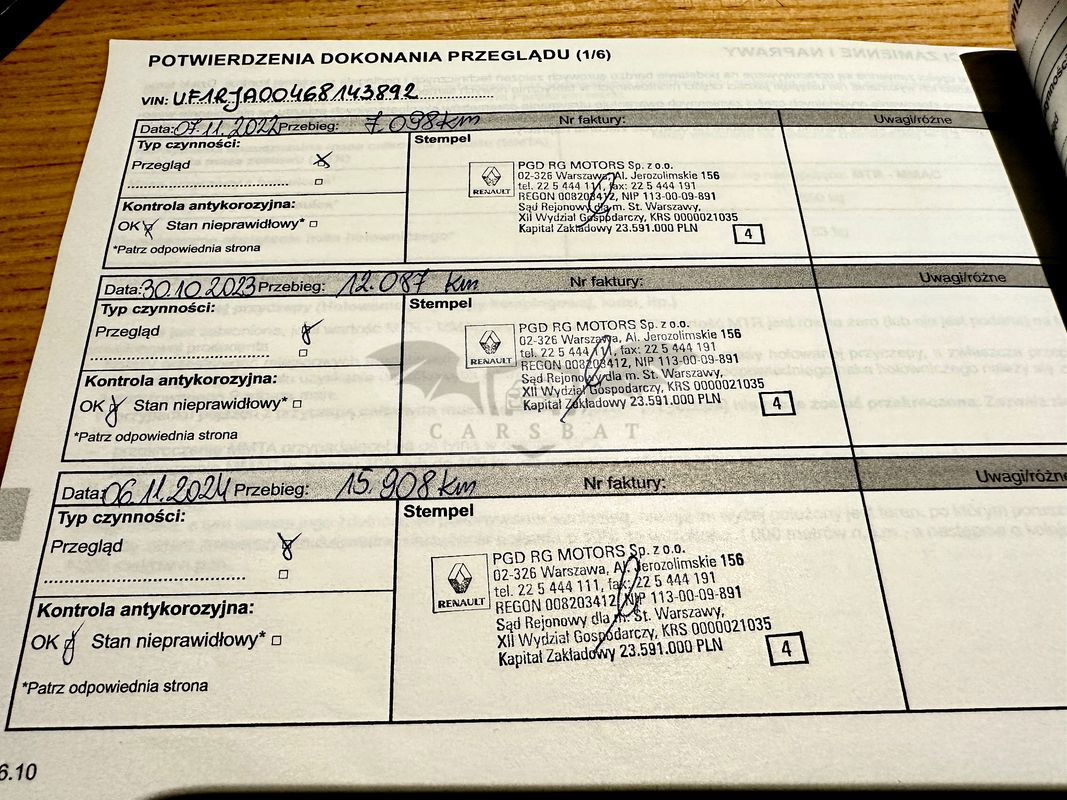 POTWIERDZENIA DOKONANIA PRZEGLĄDU (1/6)
VIN: UF1RJA00468143892
Data: 07.11.2022 Przebieg: 7 098 km Nr faktury: Uwagi/różne
Typ czynności: Stempel
Przegląd
Kontrola antykorozyjna:
OK Stan nieprawidłowy*
*Patrz odpowiednia strona
RENAULT
PGD RG MOTORS Sp. z o.o.
02-326 Warszawa, Al. Jerozolimskie 156
tel. 22 5 444 111, fax: 22 5 444 191
REGON 008203412, NIP 113-00-09-891
Sąd Rejonowy dla m. St. Warszawy,
XII Wydział Gospodarczy, KRS 0000021035
Kapitał Zakładowy 23.591.000 PLN
4
Data: 30.10.2023 Przebieg: 12.087 km Nr faktury: Uwagi/różne
Typ czynności: Stempel
Przegląd
Kontrola antykorozyjna:
OK Stan nieprawidłowy*
*Patrz odpowiednia strona
RENAULT
PGD RG MOTORS Sp. z o.o.
02-326 Warszawa, Al. Jerozolimskie 156
tel. 22 5 444 111, fax: 22 5 444 191
REGON 008203412, NIP 113-00-09-891
Sąd Rejonowy dla m. St. Warszawy,
XII Wydział Gospodarczy, KRS 0000021035
Kapitał Zakładowy 23.591.000 PLN
4
CARSBAT
Data: 06.11.2024 Przebieg: 15.908 km Nr faktury: Uwagi/różne
Typ czynności: Stempel
Przegląd
Kontrola antykorozyjna:
OK Stan nieprawidłowy*
*Patrz odpowiednia strona
RENAULT
PGD RG MOTORS Sp. z o.o.
02-326 Warszawa, Al. Jerozolimskie 156
tel. 22 5 444 111, fax: 22 5 444 191
REGON 008203412, NIP 113-00-09-891
Sąd Rejonowy dla m. St. Warszawy,
XII Wydział Gospodarczy, KRS 0000021035
Kapitał Zakładowy 23.591.000 PLN
4
6.10